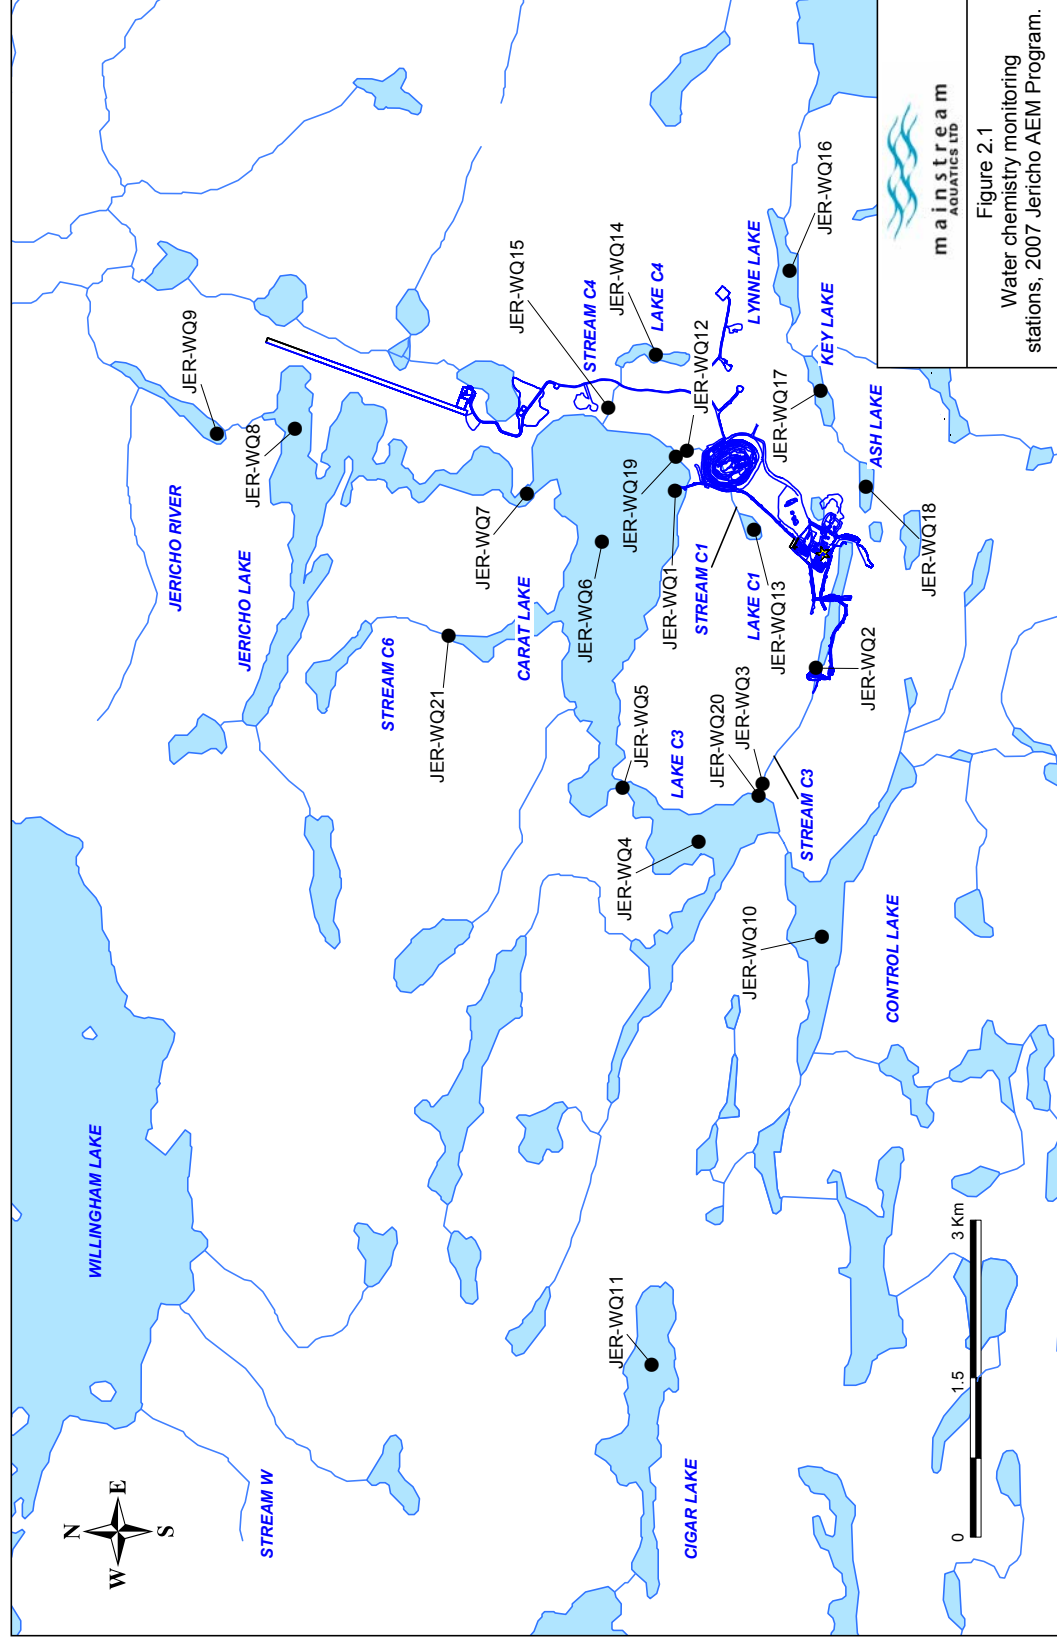 WILLINGHAM LAKE
STREAM W
N
W
E
S
JERICHO RIVER
JER-WQ9
JERICHO LAKE
JER-WQ8
STREAM C6
JER-WQ21
JER-WQ7
CARAT LAKE
JER-WQ15
JER-WQ6
STREAM C4
JER-WQ14
LAKE C4
JER-WQ19
JER-WQ12
JER-WQ1
JER-WQ5
LAKE C3
JER-WQ4
STREAM C1
JER-WQ20
JER-WQ3
LAKE C1
JER-WQ13
LYNNE LAKE
JER-WQ11
CIGAR LAKE
JER-WQ10
STREAM C3
JER-WQ17
JER-WQ16
KEY LAKE
JER-WQ2
ASH LAKE
JER-WQ18
CONTROL LAKE
0
1.5
3 Km
mainstream
AQUATICS LTD
Figure 2.1
Water chemistry monitoring
stations, 2007 Jericho AEM Program.